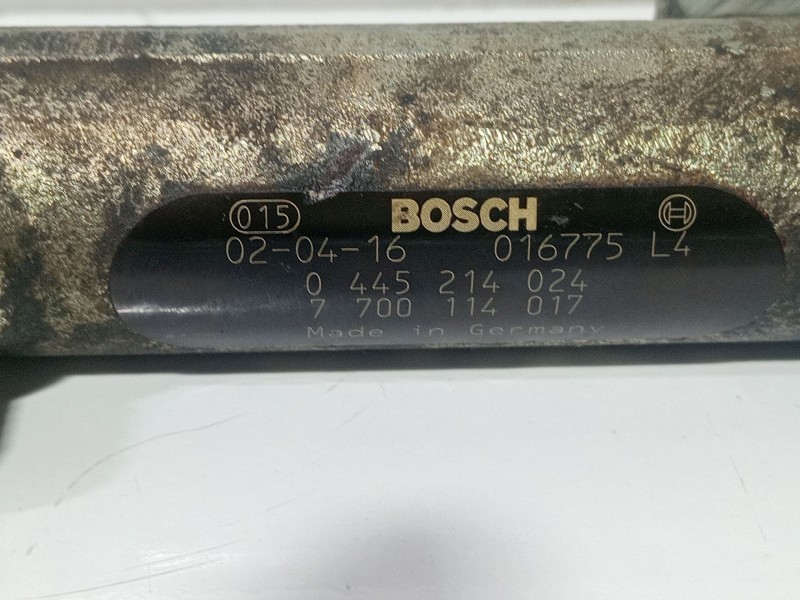 015 BOSCH
02-04-16 016775 L4
0 445 214 024
7 700 114 017
Made in Germany